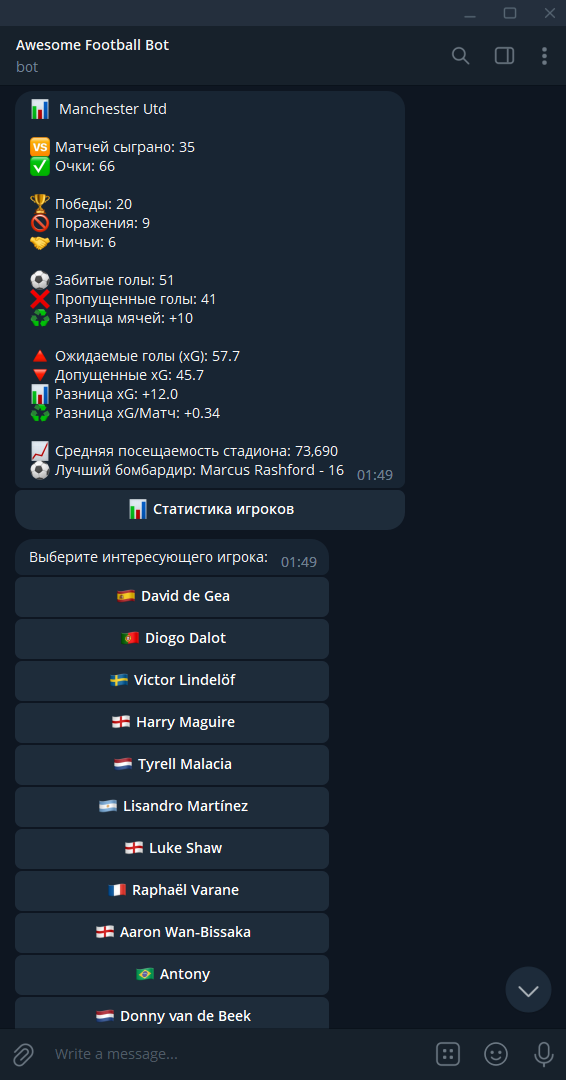 Awesome Football Bot
bot
📊 Manchester Utd
🆚 Матчей сыграно: 35
✅ Очки: 66
🏆 Победы: 20
🚫 Поражения: 9
🤝 Ничьи: 6
⚽ Забитые голы: 51
❌ Пропущенные голы: 41
♻️ Разница мячей: +10
🔺 Ожидаемые голы (xG): 57.7
🔻 Допущенные xG: 45.7
📊 Разница xG: +12.0
♻️ Разница xG/Матч: +0.34
📈 Средняя посещаемость стадиона: 73,690
⚽ Лучший бомбардир: Marcus Rashford - 16 01:49
📊 Статистика игроков
Выберите интересующего игрока: 01:49
🇪🇸 David de Gea
🇵🇹 Diogo Dalot
🇸🇪 Victor Lindelöf
🏴󠁧󠁢󠁥󠁮󠁧󠁿 Harry Maguire
🇳🇱 Tyrell Malacia
🇦🇷 Lisandro Martínez
🏴󠁧󠁢󠁥󠁮󠁧󠁿 Luke Shaw
🇫🇷 Raphaël Varane
🏴󠁧󠁢󠁥󠁮󠁧󠁿 Aaron Wan-Bissaka
🇧🇷 Antony
🇳🇱 Donny van de Beek
Write a message...